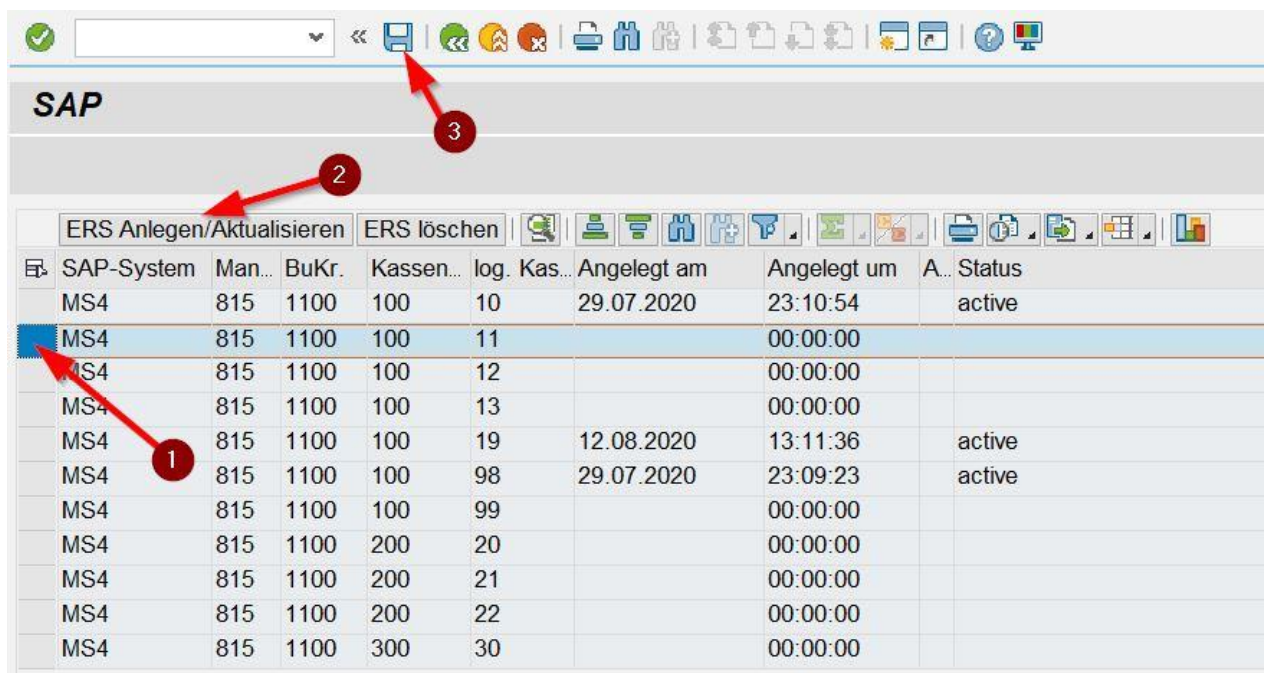 SAP
3
2
ERS Anlegen/Aktualisieren ERS löschen
SAP-System Man... BuKr. Kassen... log. Kas... Angelegt am Angelegt um A... Status
MS4 815 1100 100 10 29.07.2020 23:10:54 active
MS4 815 1100 100 11 00:00:00
MS4 815 1100 100 12 00:00:00
MS4 815 1100 100 13 00:00:00
MS4 815 1100 100 19 12.08.2020 13:11:36 active
1
MS4 815 1100 100 98 29.07.2020 23:09:23 active
MS4 815 1100 100 99 00:00:00
MS4 815 1100 200 20 00:00:00
MS4 815 1100 200 21 00:00:00
MS4 815 1100 200 22 00:00:00
MS4 815 1100 300 30 00:00:00